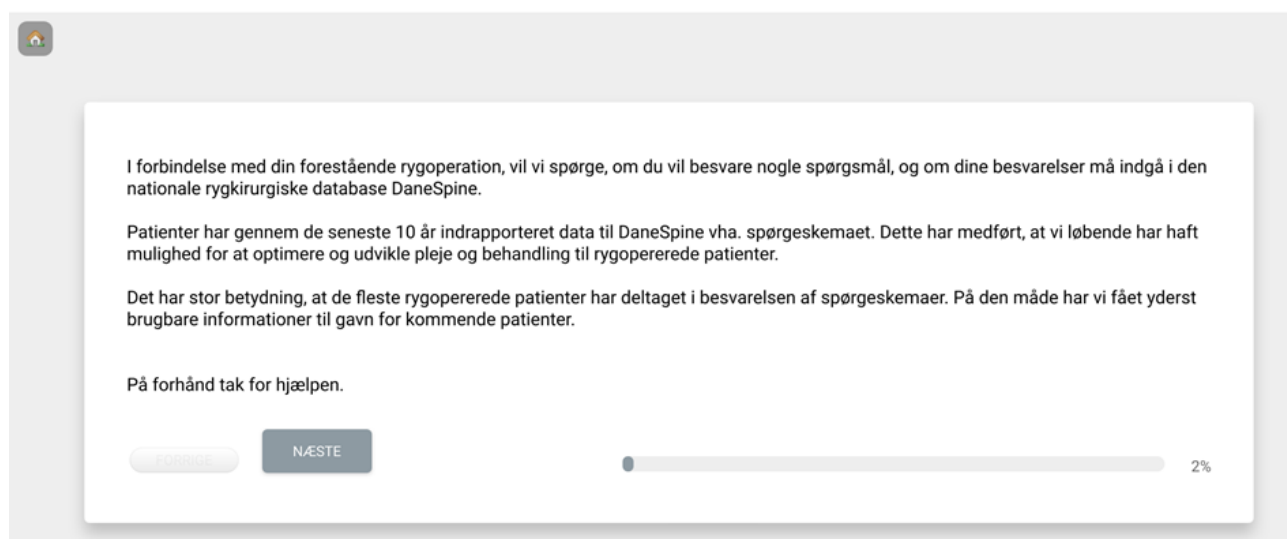 I forbindelse med din forestående rygoperation, vil vi spørge, om du vil besvare nogle spørgsmål, og om dine besvarelser må indgå i den
nationale rygkirurgiske database DaneSpine.
Patienter har gennem de seneste 10 år indrapporteret data til DaneSpine vha. spørgeskemaet. Dette har medført, at vi løbende har haft
mulighed for at optimere og udvikle pleje og behandling til rygopererede patienter.
Det har stor betydning, at de fleste rygopererede patienter har deltaget i besvarelsen af spørgeskemaer. På den måde har vi fået yderst
brugbare informationer til gavn for kommende patienter.
På forhånd tak for hjælpen.
FORRIGE
NÆSTE
2%